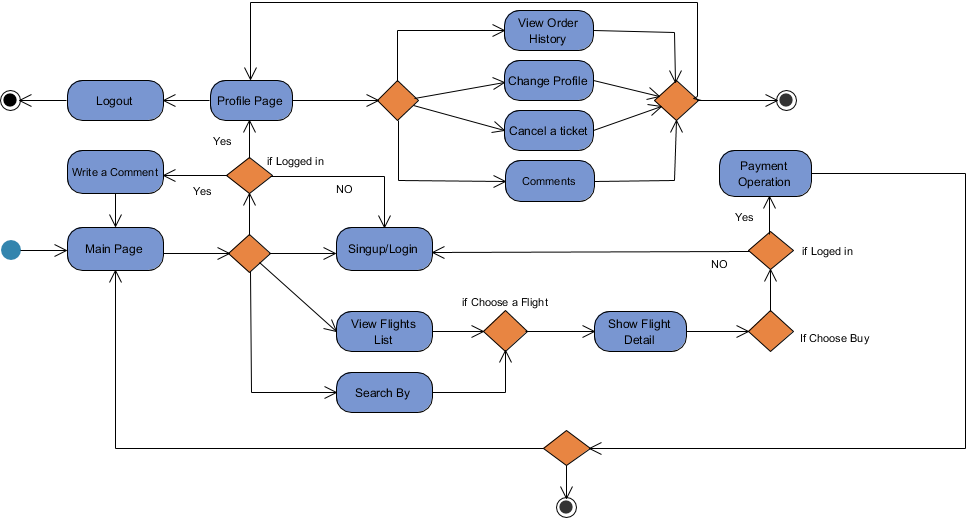 View Order
History
Change Profile
Logout
Profile Page
Cancel a ticket
Yes
if Logged in
Write a Comment
Yes
NO
Comments
Payment
Operation
Yes
Main Page
Singup/Login
if Loged in
NO
if Choose a Flight
View Flights
List
Show Flight
Detail
If Choose Buy
Search By